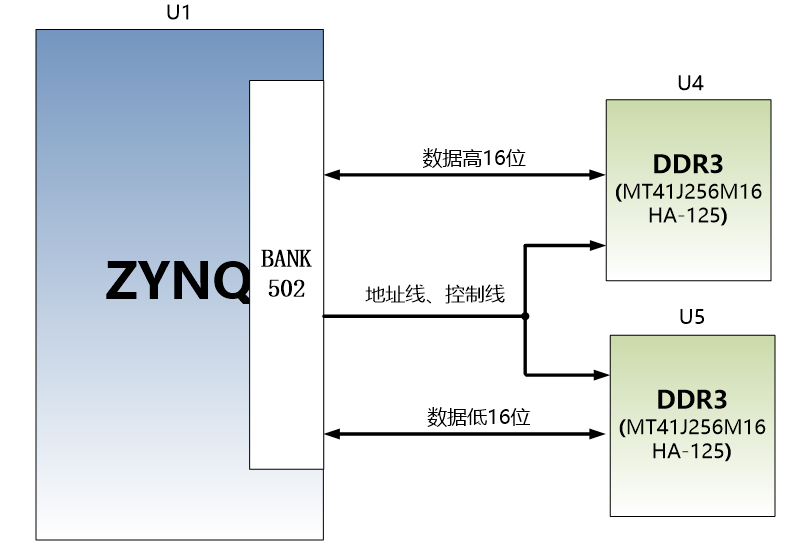 U1
ZYNQ
BANK
502
数据高16位
地址线、控制线
数据低16位
U4
DDR3
(MT41J256M16
HA-125)
U5
DDR3
(MT41J256M16
HA-125)